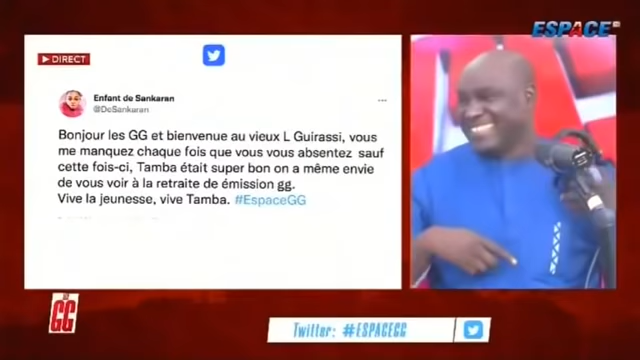 ESPACE
DIRECT
Enfant de Sankaran
@DeSankaran
Bonjour les GG et bienvenue au vieux L Guirassi, vous
me manquez chaque fois que vous vous absentez sauf
cette fois-ci, Tamba était super bon on a même envie
de vous voir à la retraite de émission gg.
Vive la jeunesse, vive Tamba. #EspaceGG
GG
Twitter: #ESPACEGG